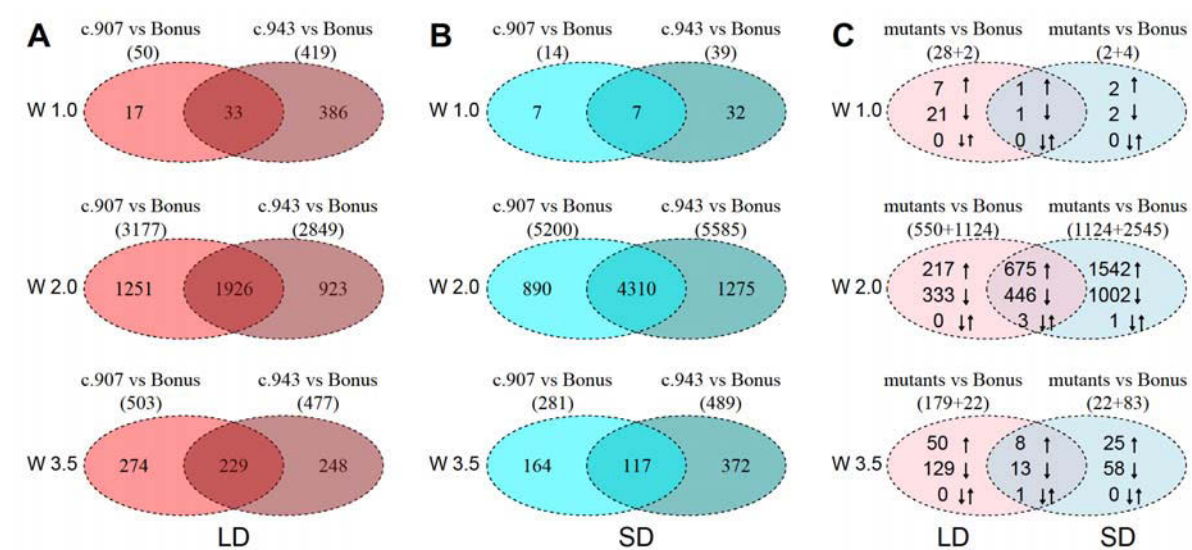 A
c.907 vs Bonus c.943 vs Bonus
(50) (419)
W 1.0 17 33 386
c.907 vs Bonus c.943 vs Bonus
(3177) (2849)
W 2.0 1251 1926 923
c.907 vs Bonus c.943 vs Bonus
(503) (477)
W 3.5 274 229 248
LD
B
c.907 vs Bonus c.943 vs Bonus
(14) (39)
W 1.0 7 7 32
c.907 vs Bonus c.943 vs Bonus
(5200) (5585)
W 2.0 890 4310 1275
c.907 vs Bonus c.943 vs Bonus
(281) (489)
W 3.5 164 117 372
SD
C
mutants vs Bonus mutants vs Bonus
(28+2) (2+4)
7 ↑ 1 ↑ 2 ↑
W 1.0 21 ↓ 1 ↓ 2 ↓
0 ↓↑ 0 ↓↑ 0 ↓↑
mutants vs Bonus mutants vs Bonus
(550+1124) (1124+2545)
217 ↑ 675 ↑ 1542 ↑
W 2.0 333 ↓ 446 ↓ 1002 ↓
0 ↓↑ 3 ↓↑ 1 ↓↑
mutants vs Bonus mutants vs Bonus
(179+22) (22+83)
50 ↑ 8 ↑ 25 ↑
W 3.5 129 ↓ 13 ↓ 58 ↓
0 ↓↑ 1 ↓↑ 0 ↓↑
LD SD